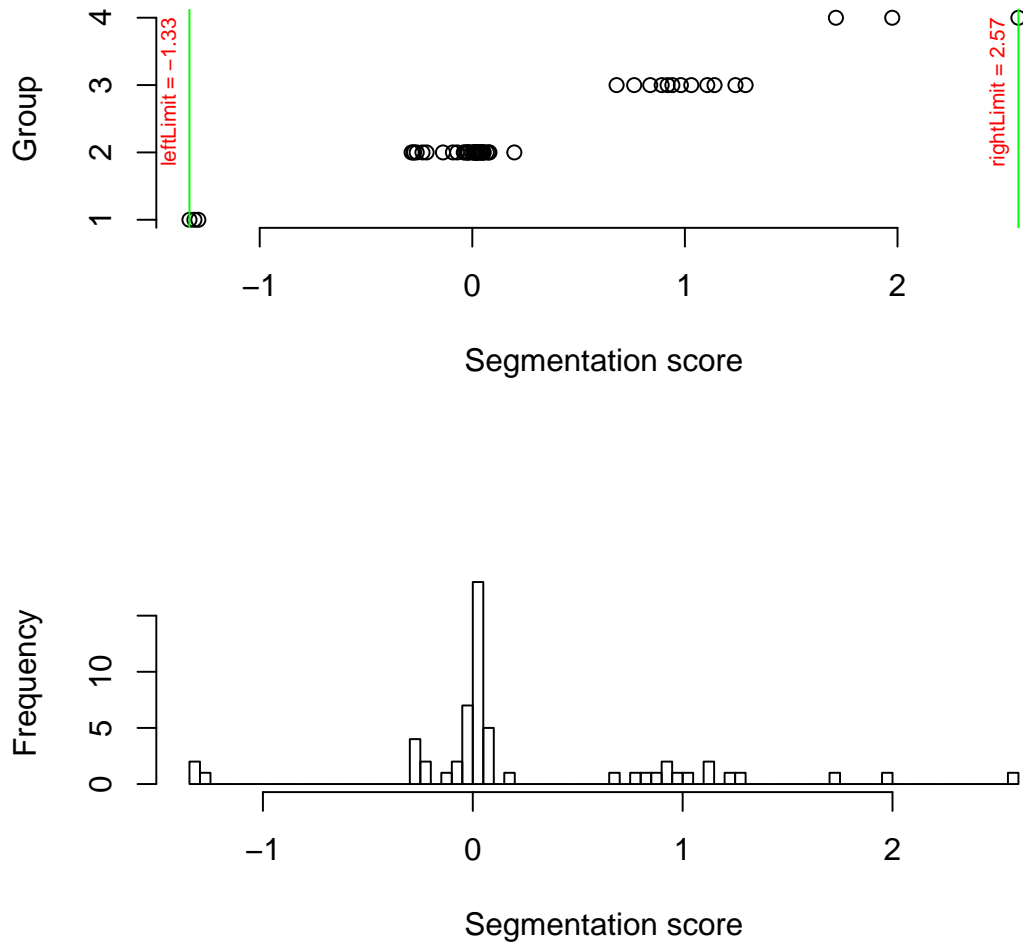 4
3
2
1
Group
leftLimit = −1.33
rightLimit = 2.57
−1 0 1 2
Segmentation score
10
5
0
Frequency
−1 0 1 2
Segmentation score